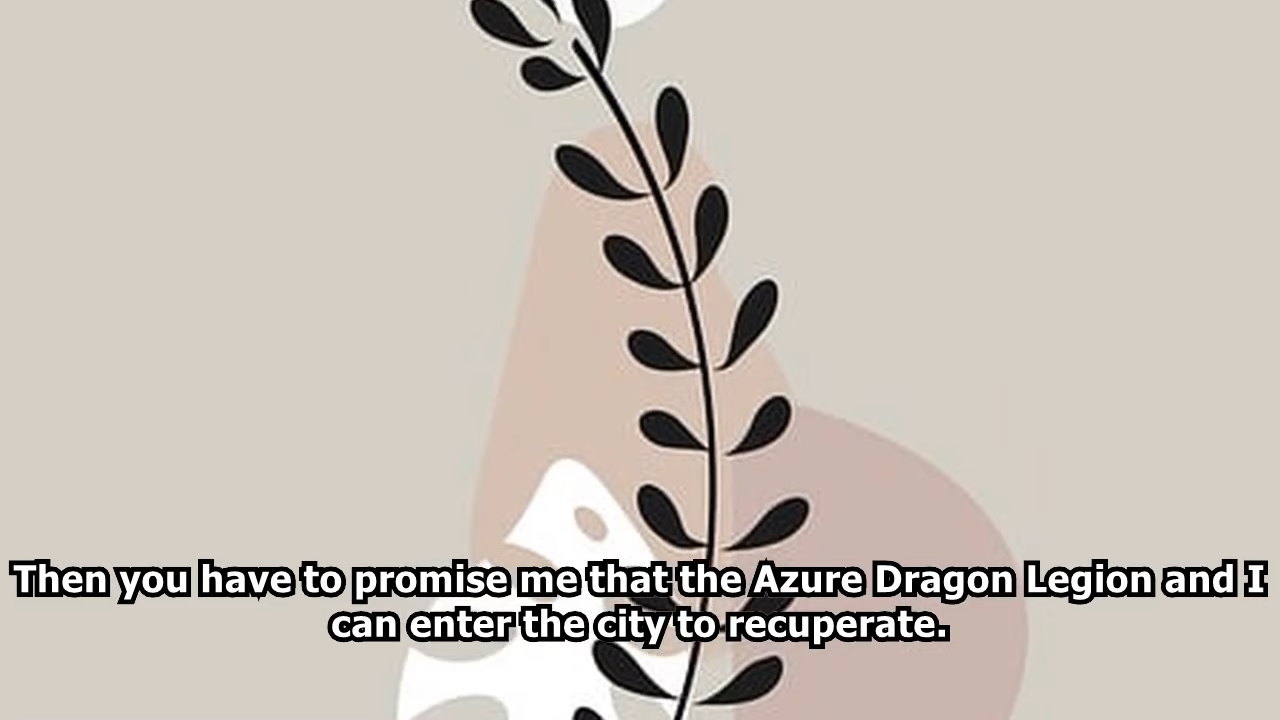 Then you have to promise me that the Azure Dragon Legion and I
can enter the city to recuperate.